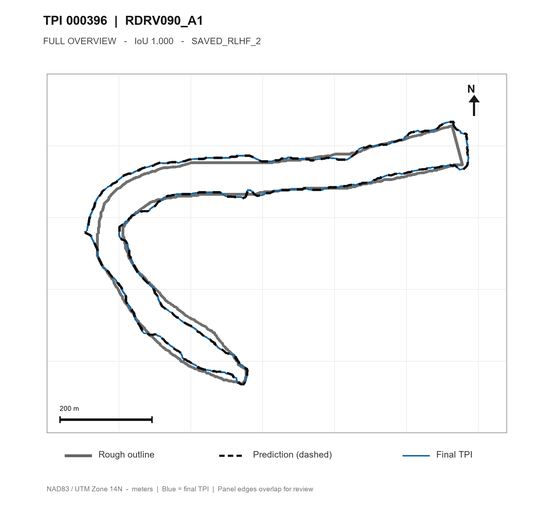 TPI 000396 | RDRV090_A1
FULL OVERVIEW - IoU 1.000 - SAVED_RLHF_2
N
200 m
Rough outline
Prediction (dashed)
Final TPI
NAD83 / UTM Zone 14N - meters | Blue = final TPI | Panel edges overlap for review